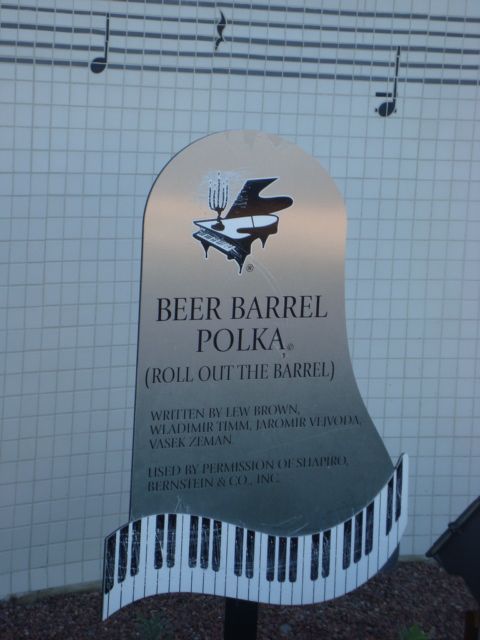 ®
BEER BARREL
POLKA©
(ROLL OUT THE BARREL)
WRITTEN BY LEW BROWN,
WLADIMIR TIMM, JAROMIR VEJVODA,
VASEK ZEMAN.
USED BY PERMISSION OF SHAPIRO,
BERNSTEIN & CO., INC.